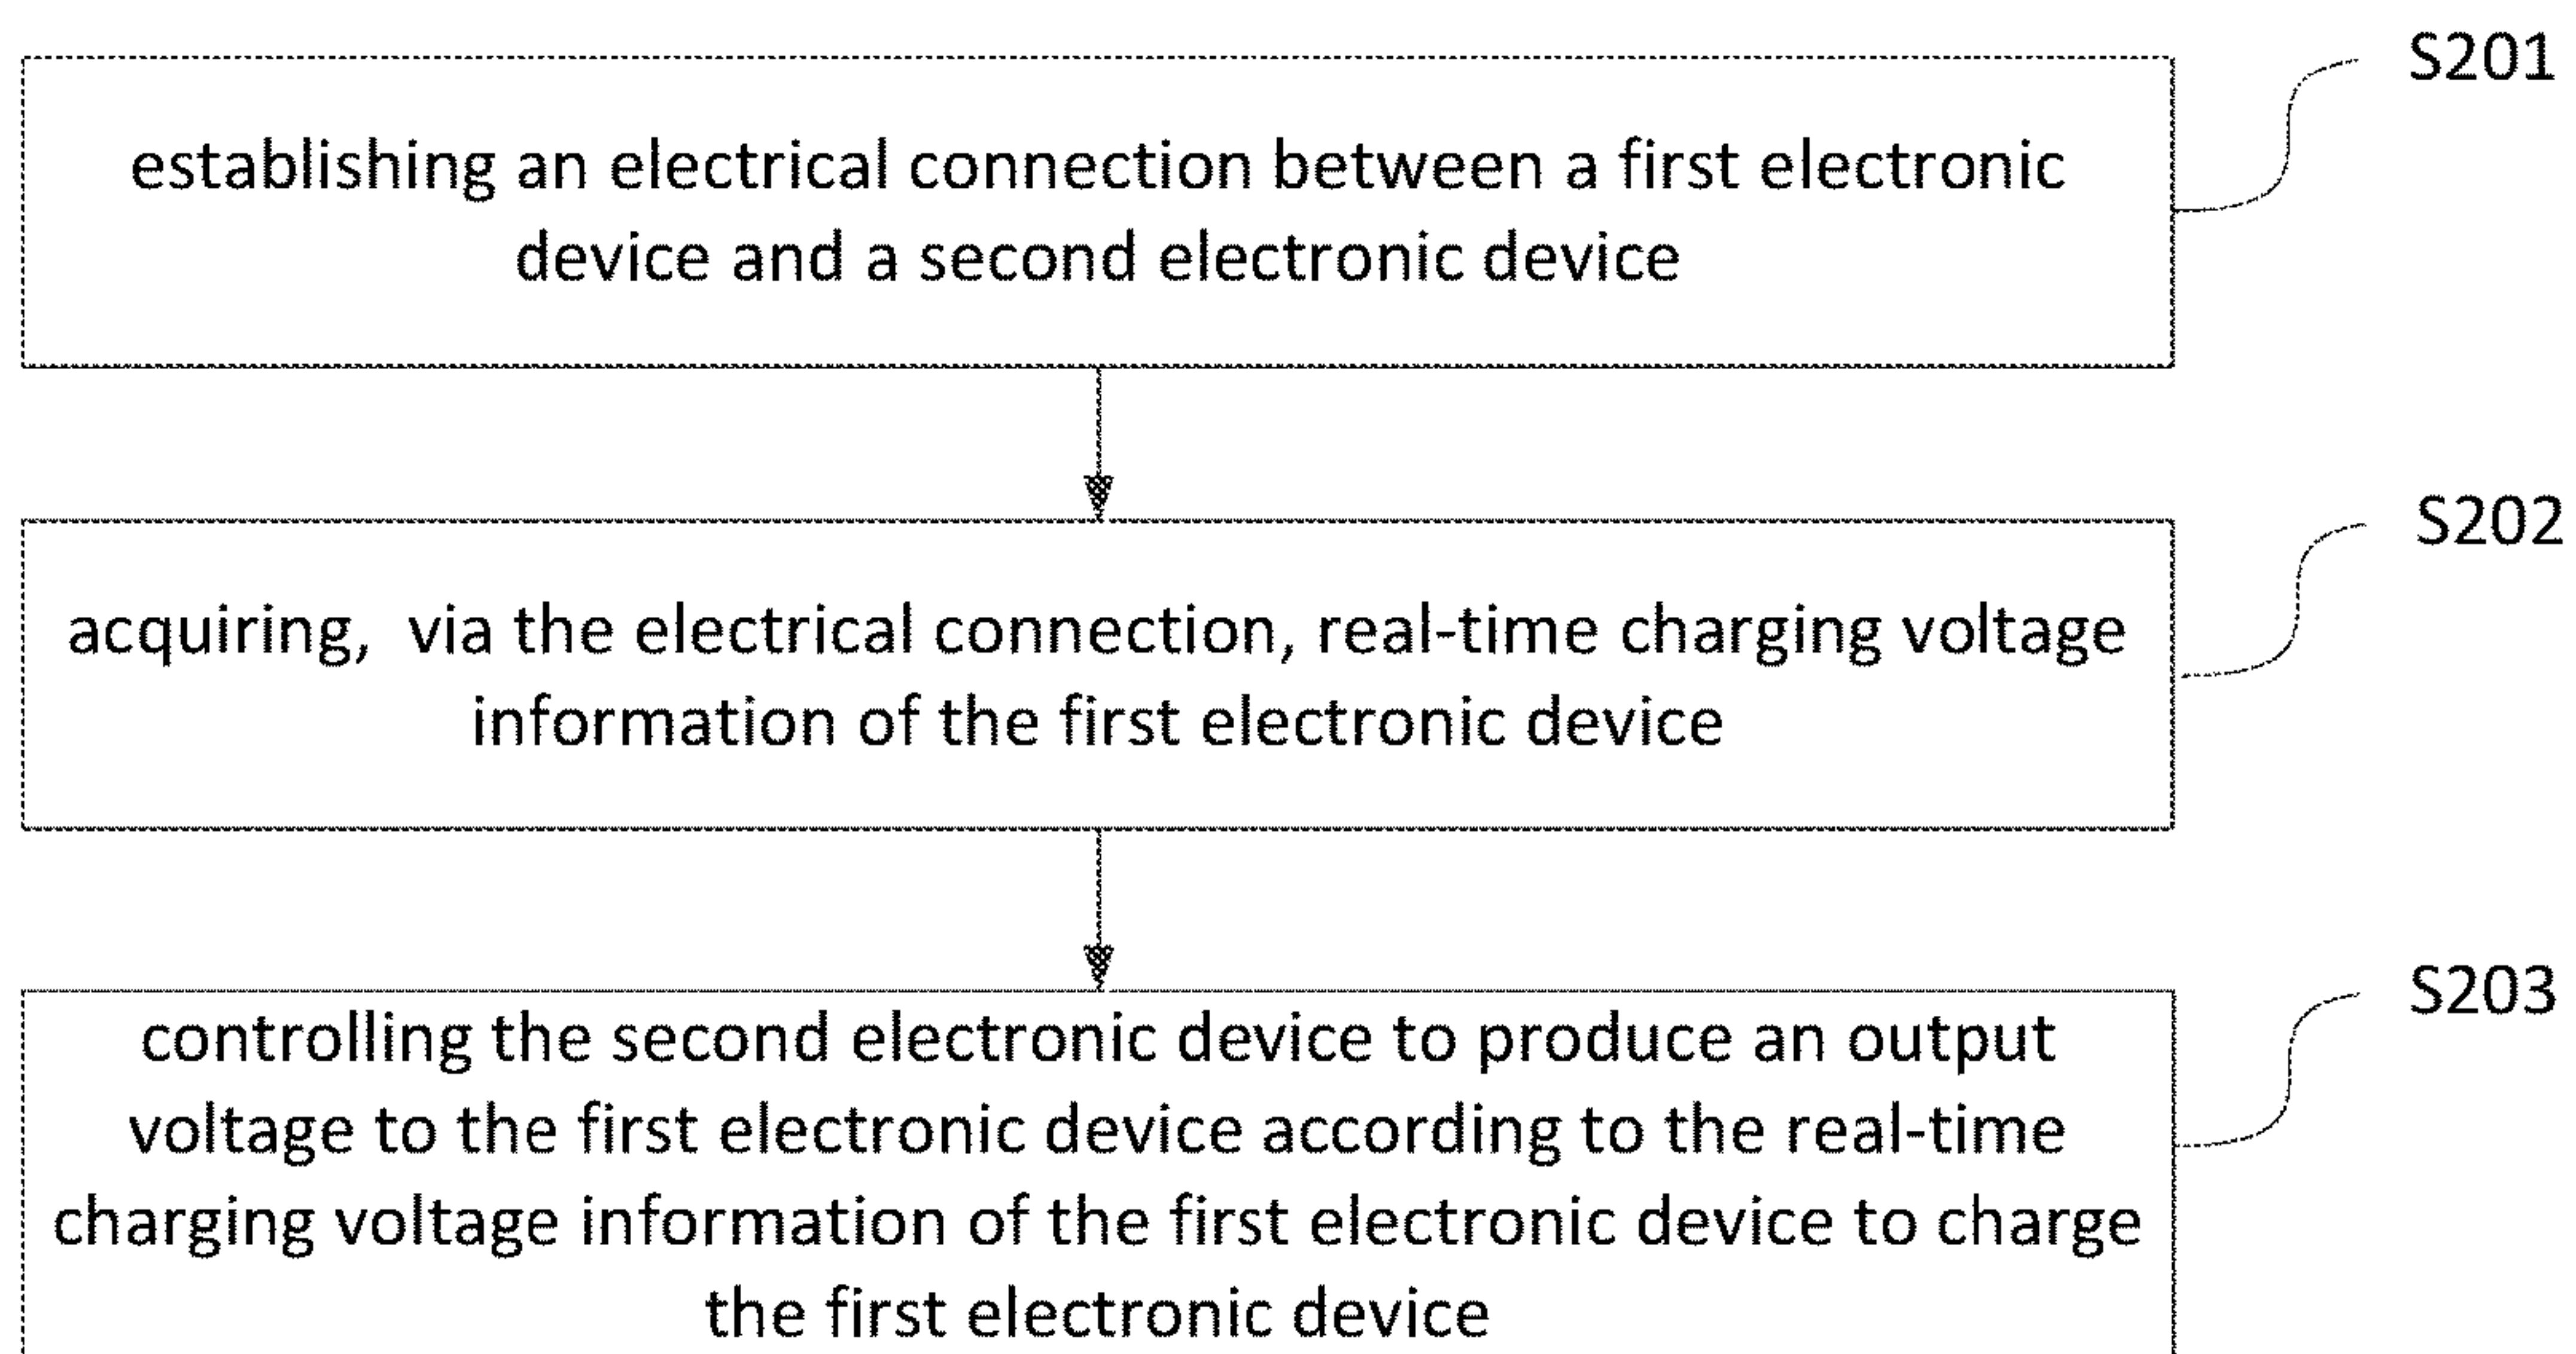 S201
establishing an electrical connection between a first electronic
device and a second electronic device
S202
acquiring, via the electrical connection, real-time charging voltage
information of the first electronic device
S203
controlling the second electronic device to produce an output
voltage to the first electronic device according to the real-time
charging voltage information of the first electronic device to charge
the first electronic device